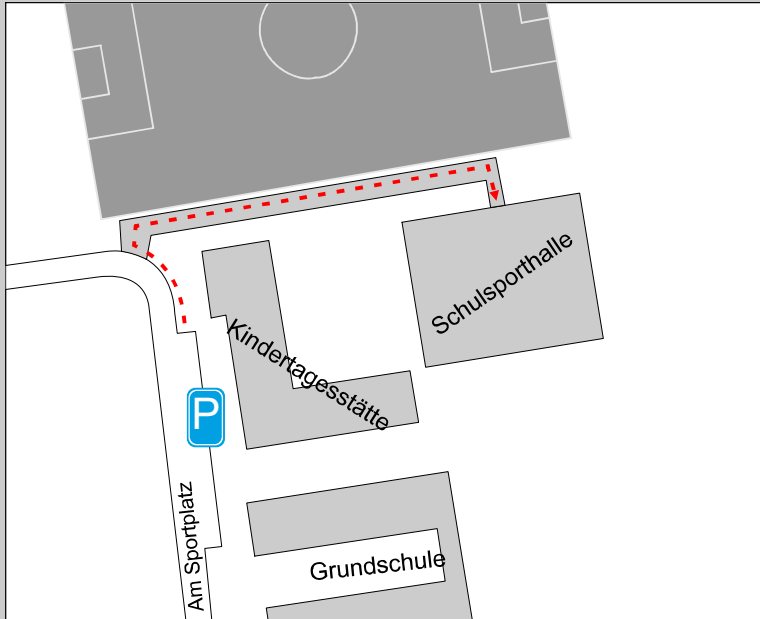 Schulsporthalle
Kindertagesstätte
P
Am Sportplatz
Grundschule